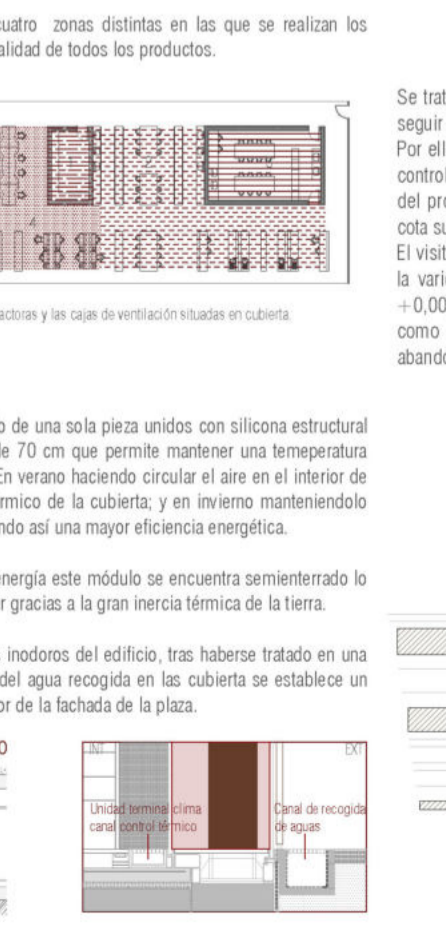 cuatro zonas distintas en las que se realizan los
alidad de todos los productos.
4
actoras y las cajas de ventilación situadas en cubierta.
o de una sola pieza unidos con silicona estructural
de 70 cm que permite mantener una temeperatura
En verano haciendo circular el aire en el interior de
rmico de la cubierta; y en invierno manteniendolo
ndo así una mayor eficiencia energética.
energía este módulo se encuentra semienterrado lo
r gracias a la gran inercia térmica de la tierra.
s inodoros del edificio, tras haberse tratado en una
del agua recogida en las cubierta se establece un
or de la fachada de la plaza.
O
INT
EXT
Unidad terminal clima
canal control térmico
Canal de recogida
de aguas
Se trat
seguir
Por ell
control
del pro
cota su
El visit
la vari
+0,00
como
abando